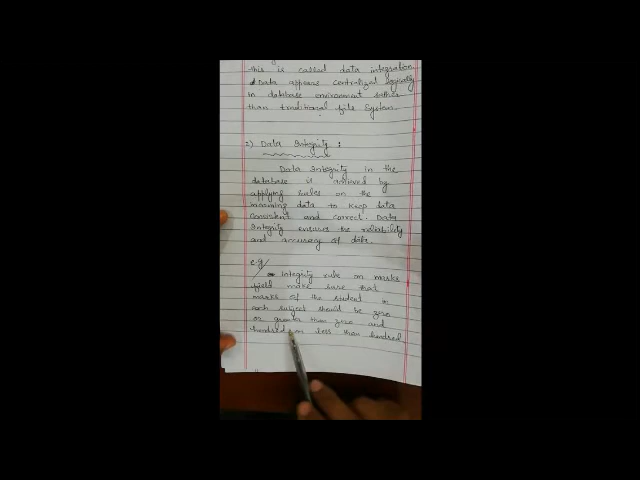 this is called data integration.
Data appears centralized logically
in database environment rather
than traditional file System.
2) Data Integrity :
Data Integrity in the
database is achieved by
applying rules on the
incoming data to keep data
consistent and correct. Data
Integrity ensures the reliability
and accuracy of data.
e.g
Integrity rule on marks
field make sure that
marks of the student in
each subject should be zero
or greater than zero and
hundred or less than hundred